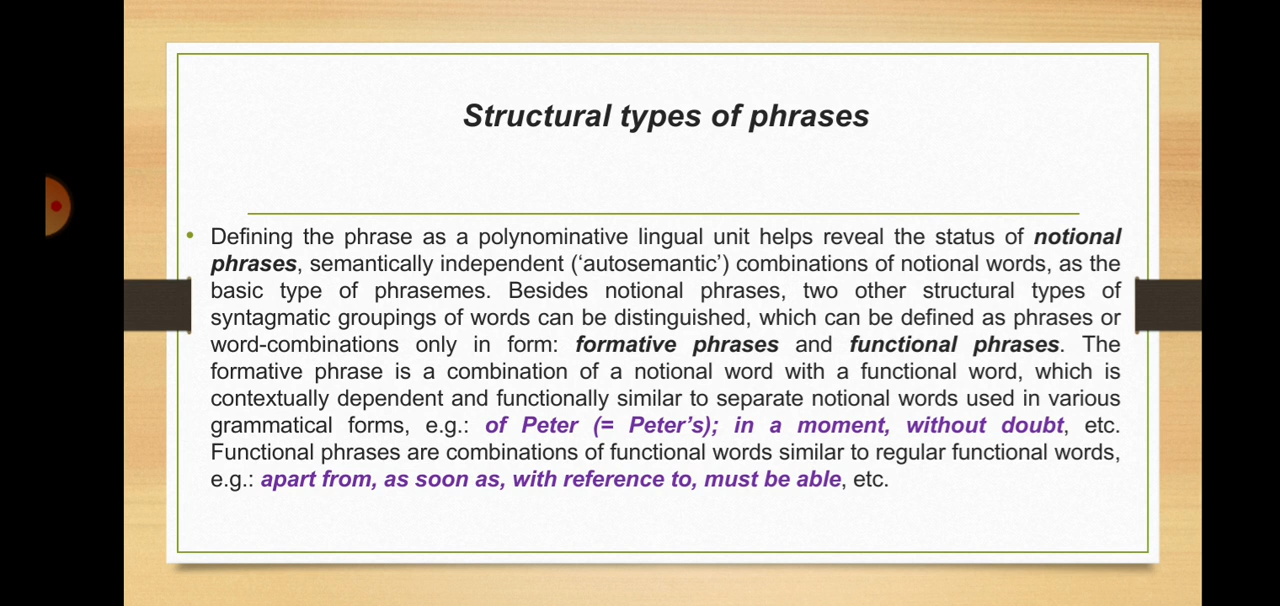 Structural types of phrases
• Defining the phrase as a polynominative lingual unit helps reveal the status of notional
phrases, semantically independent (‘autosemantic’) combinations of notional words, as the
basic type of phrasemes. Besides notional phrases, two other structural types of
syntagmatic groupings of words can be distinguished, which can be defined as phrases or
word-combinations only in form: formative phrases and functional phrases. The
formative phrase is a combination of a notional word with a functional word, which is
contextually dependent and functionally similar to separate notional words used in various
grammatical forms, e.g.: of Peter (= Peter’s); in a moment, without doubt, etc.
Functional phrases are combinations of functional words similar to regular functional words,
e.g.: apart from, as soon as, with reference to, must be able, etc.